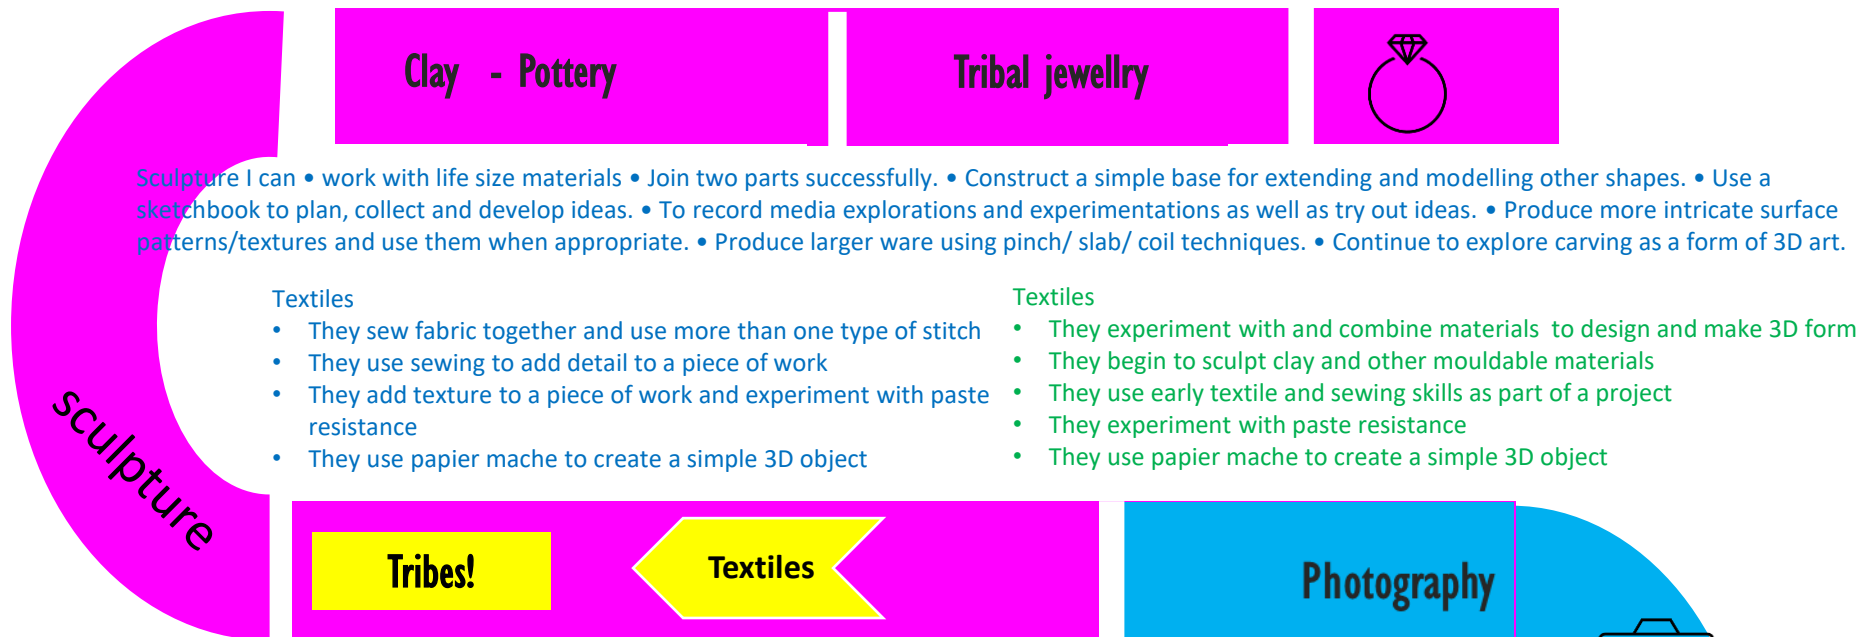 Clay - Pottery
Tribal jewellry
Sculpture I can • work with life size materials • Join two parts successfully. • Construct a simple base for extending and modelling other shapes. • Use a
sketchbook to plan, collect and develop ideas. • To record media explorations and experimentations as well as try out ideas. • Produce more intricate surface
patterns/textures and use them when appropriate. • Produce larger ware using pinch/ slab/ coil techniques. • Continue to explore carving as a form of 3D art.
Textiles
• They sew fabric together and use more than one type of stitch
• They use sewing to add detail to a piece of work
• They add texture to a piece of work and experiment with paste
resistance
• They use papier mache to create a simple 3D object
Textiles
• They experiment with and combine materials to design and make 3D form
• They begin to sculpt clay and other mouldable materials
• They use early textile and sewing skills as part of a project
• They experiment with paste resistance
• They use papier mache to create a simple 3D object
sculpture
Tribes!
Textiles
Photography